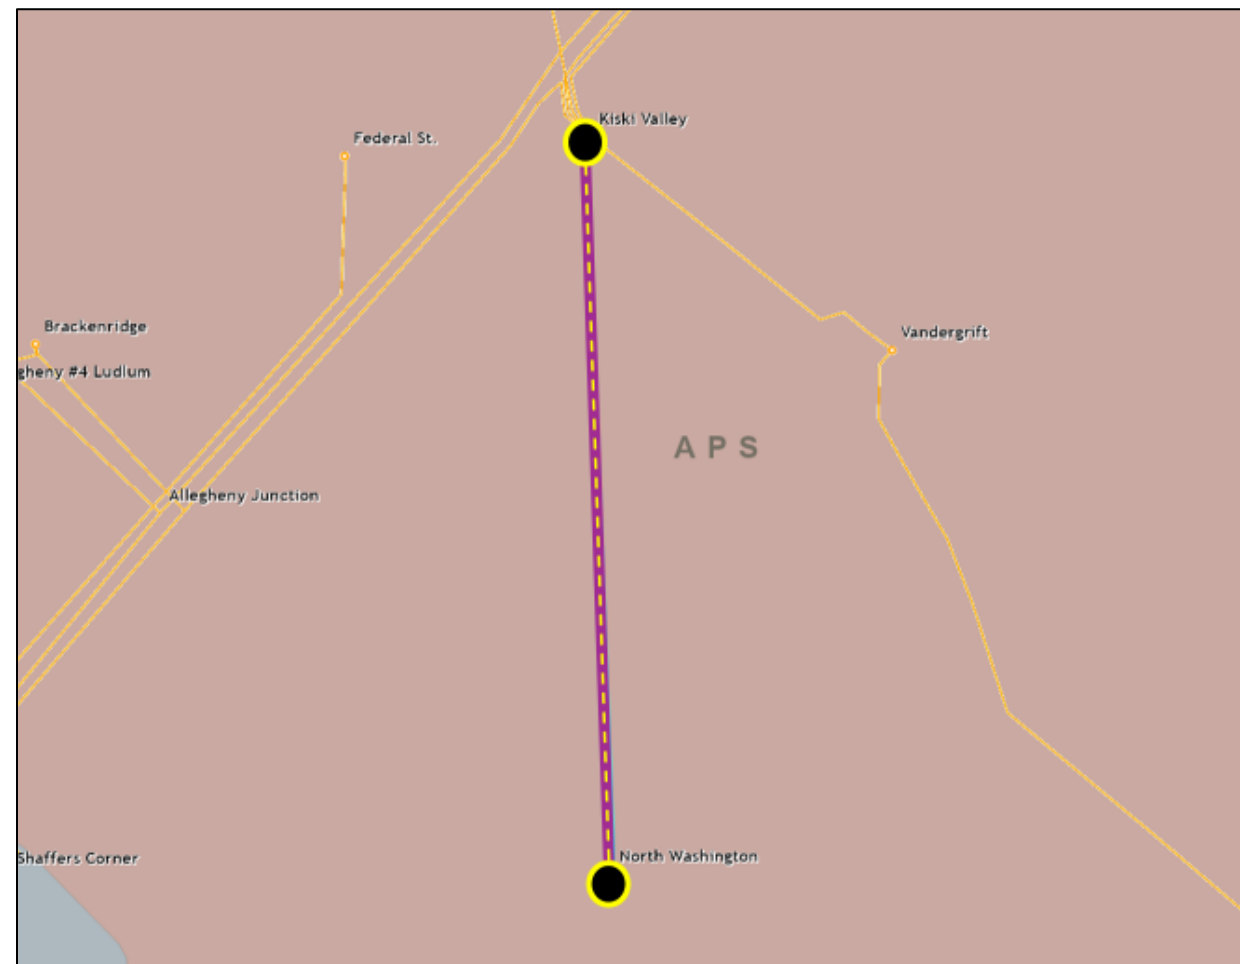 Kiski Valley
Federal St.
Brackenridge
Vandergrift
gheny #4 Ludlum
A P S
Allegheny Junction
North Washington
Shaffers Corner